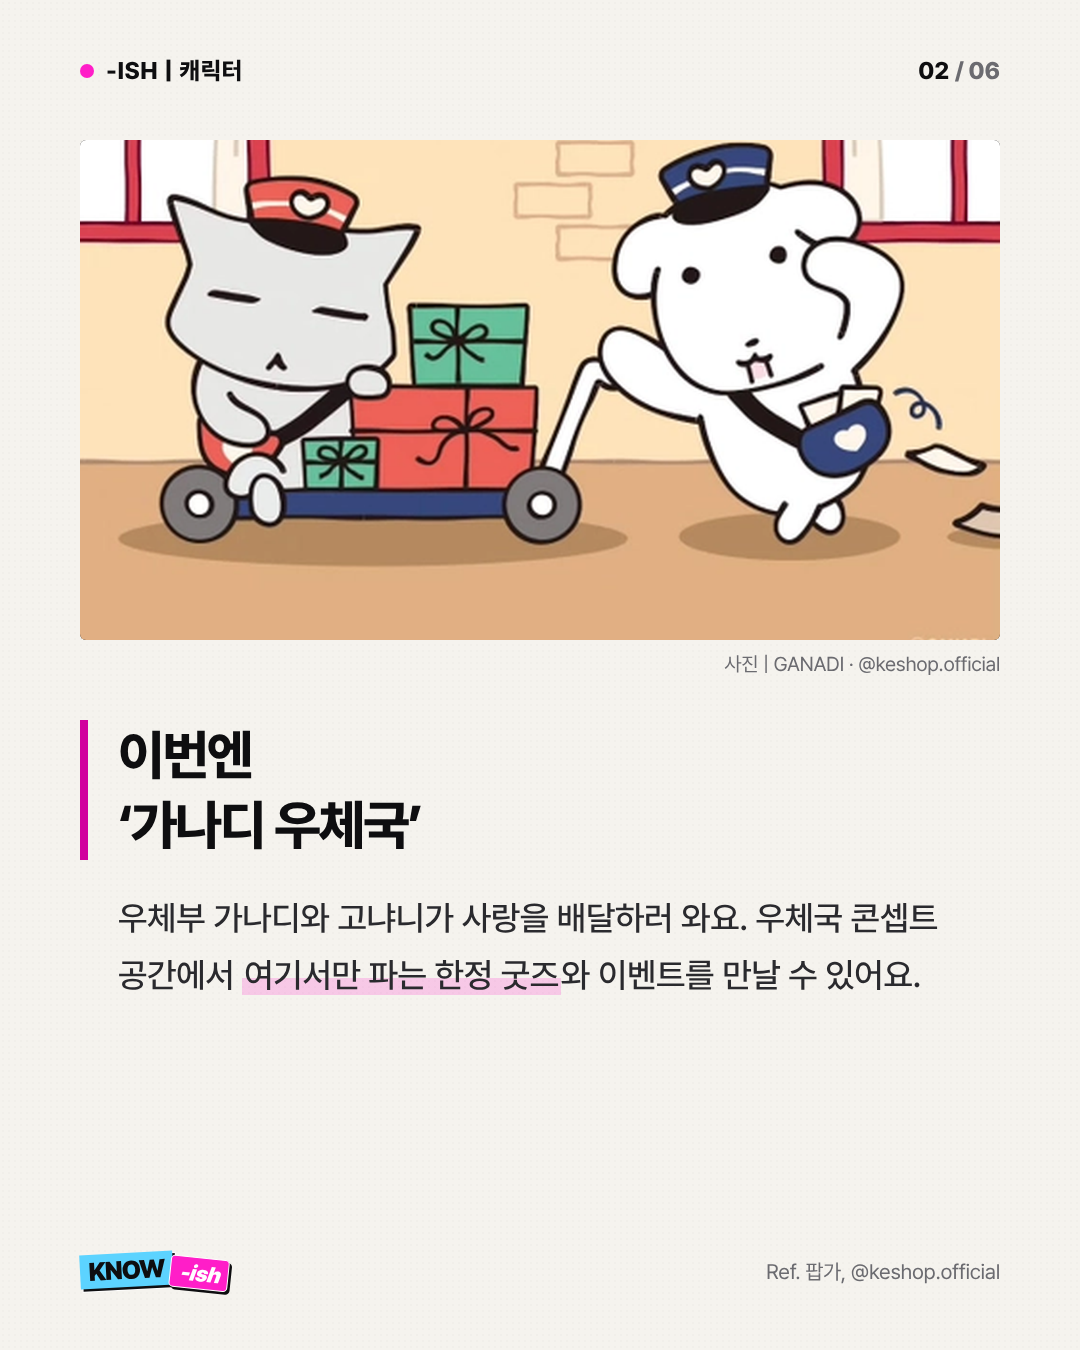 -ISH | 캐릭터
02 / 06
사진 | GANADI · @keshop.official
이번엔
‘가나디 우체국’
우체부 가나디와 고냐니가 사랑을 배달하러 와요. 우체국 콘셉트
공간에서 여기서만 파는 한정 굿즈와 이벤트를 만날 수 있어요.
KNOW -ish
Ref. 팝가, @keshop.official